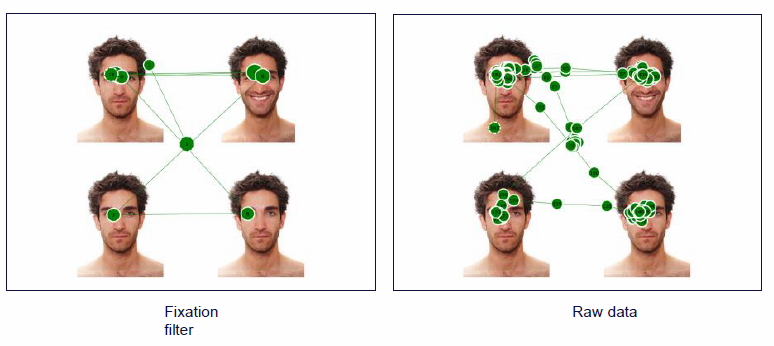 Fixation
filter
Raw data